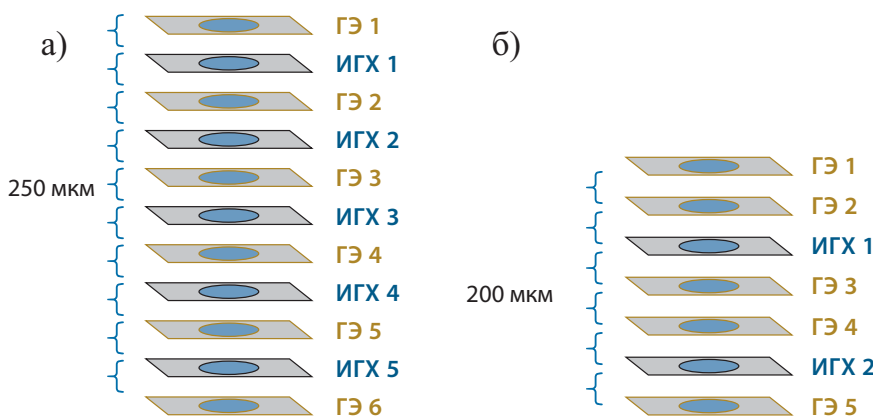 а)
ГЭ 1
ИГХ 1
ГЭ 2
ИГХ 2
ГЭ 3
250 мкм
ИГХ 3
ГЭ 4
ИГХ 4
ГЭ 5
ИГХ 5
ГЭ 6
б)
ГЭ 1
ГЭ 2
ИГХ 1
ГЭ 3
200 мкм
ГЭ 4
ИГХ 2
ГЭ 5